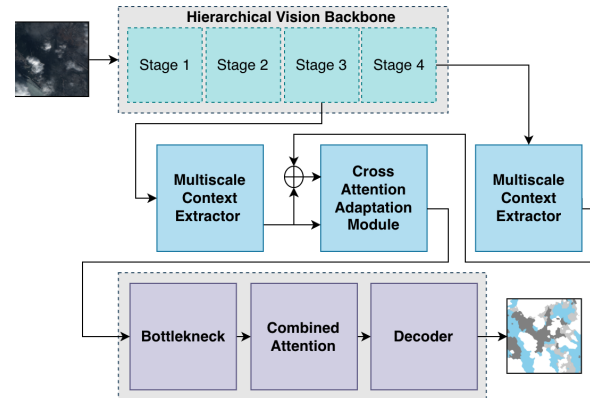 Hierarchical Vision Backbone
Stage 1
Stage 2
Stage 3
Stage 4
Multiscale
Context
Extractor
Cross
Attention
Adaptation
Module
Multiscale
Context
Extractor
Bottlekneck
Combined
Attention
Decoder